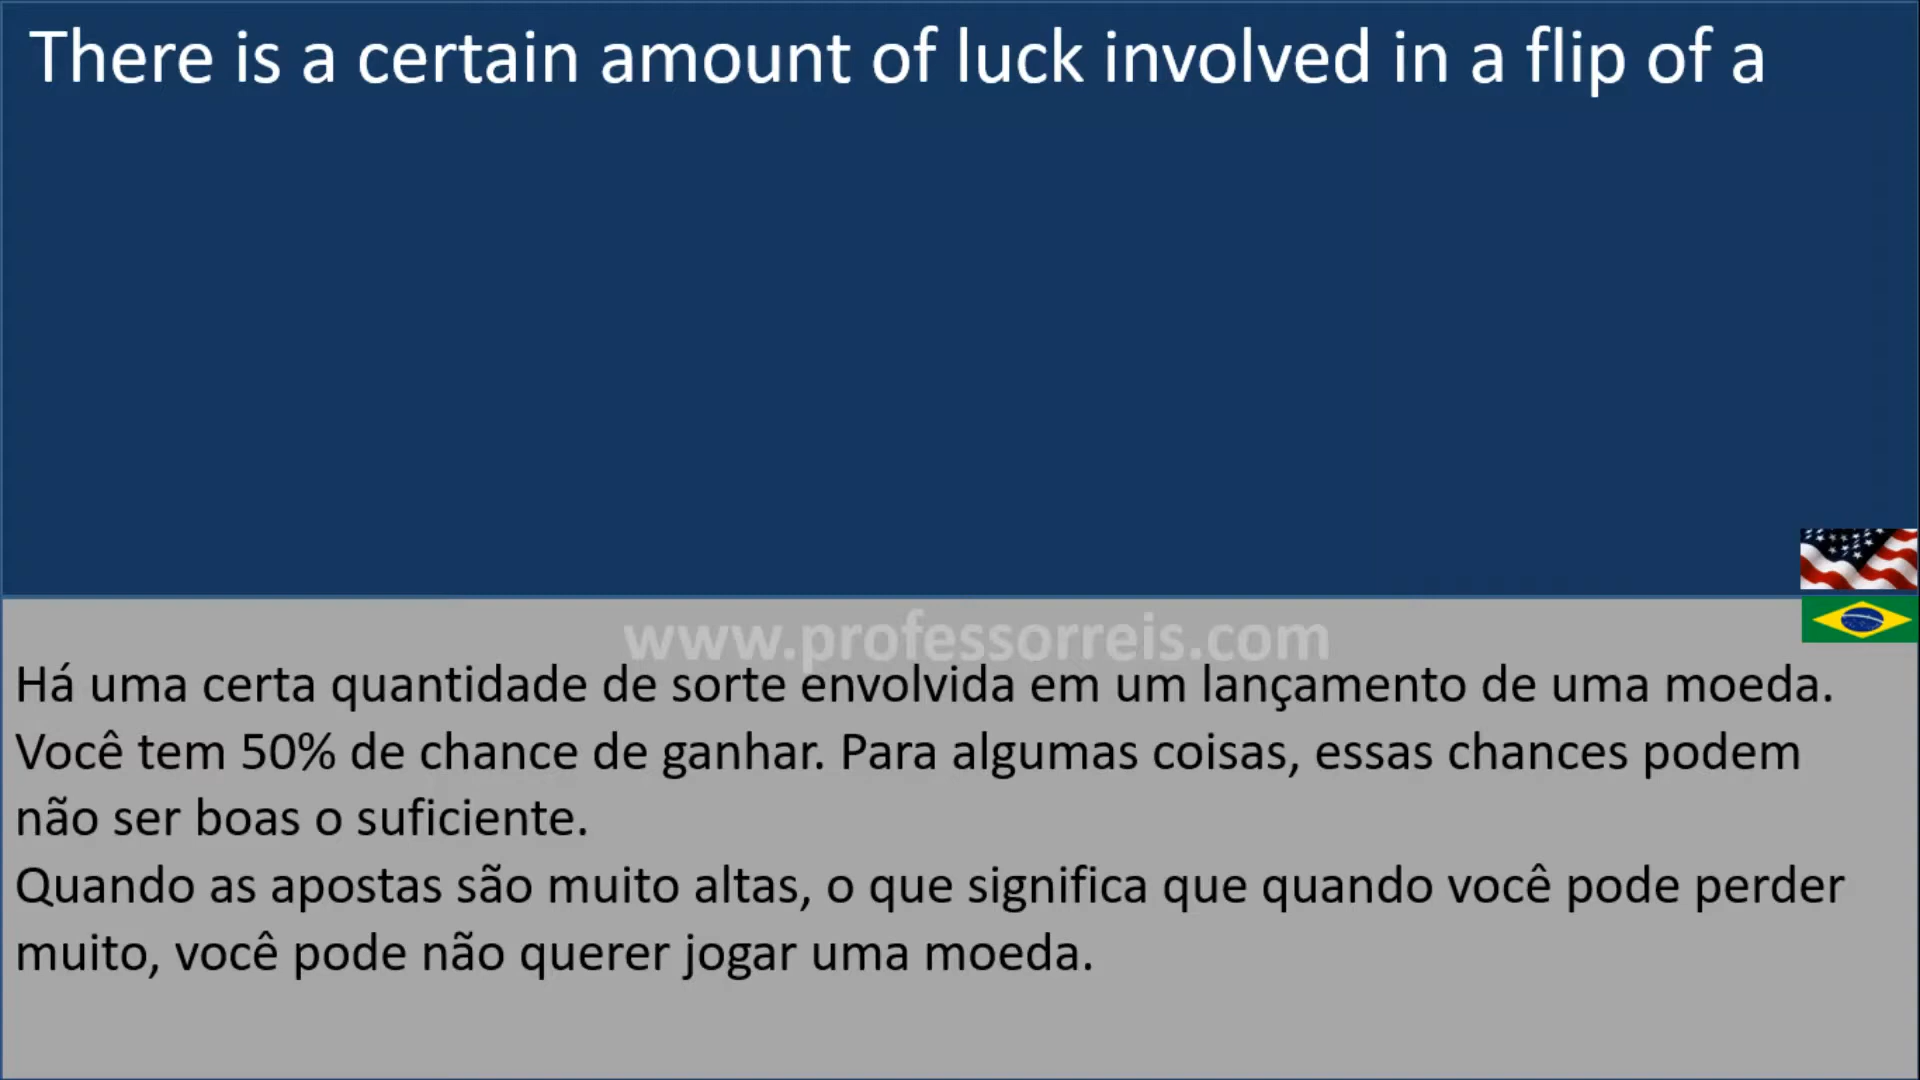 There is a certain amount of luck involved in a flip of a
www.professorreis.com
Há uma certa quantidade de sorte envolvida em um lançamento de uma moeda.
Você tem 50% de chance de ganhar. Para algumas coisas, essas chances podem
não ser boas o suficiente.
Quando as apostas são muito altas, o que significa que quando você pode perder
muito, você pode não querer jogar uma moeda.